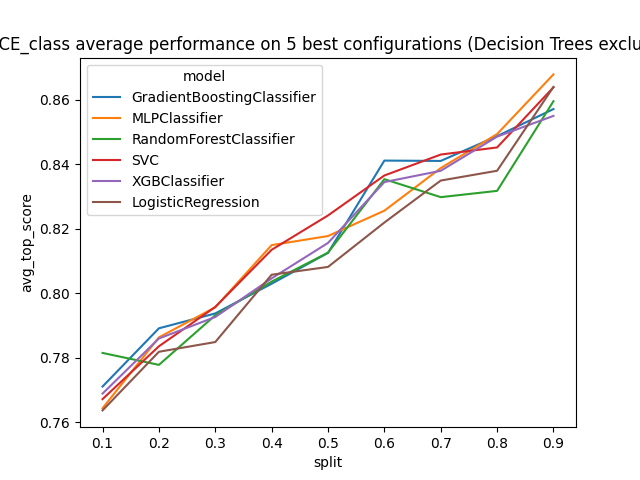 CE_class average performance on 5 best configurations (Decision Trees exclu
model
GradientBoostingClassifier
MLPClassifier
RandomForestClassifier
SVC
XGBClassifier
LogisticRegression
avg_top_score
0.86
0.84
0.82
0.80
0.78
0.76
0.1 0.2 0.3 0.4 0.5 0.6 0.7 0.8 0.9
split